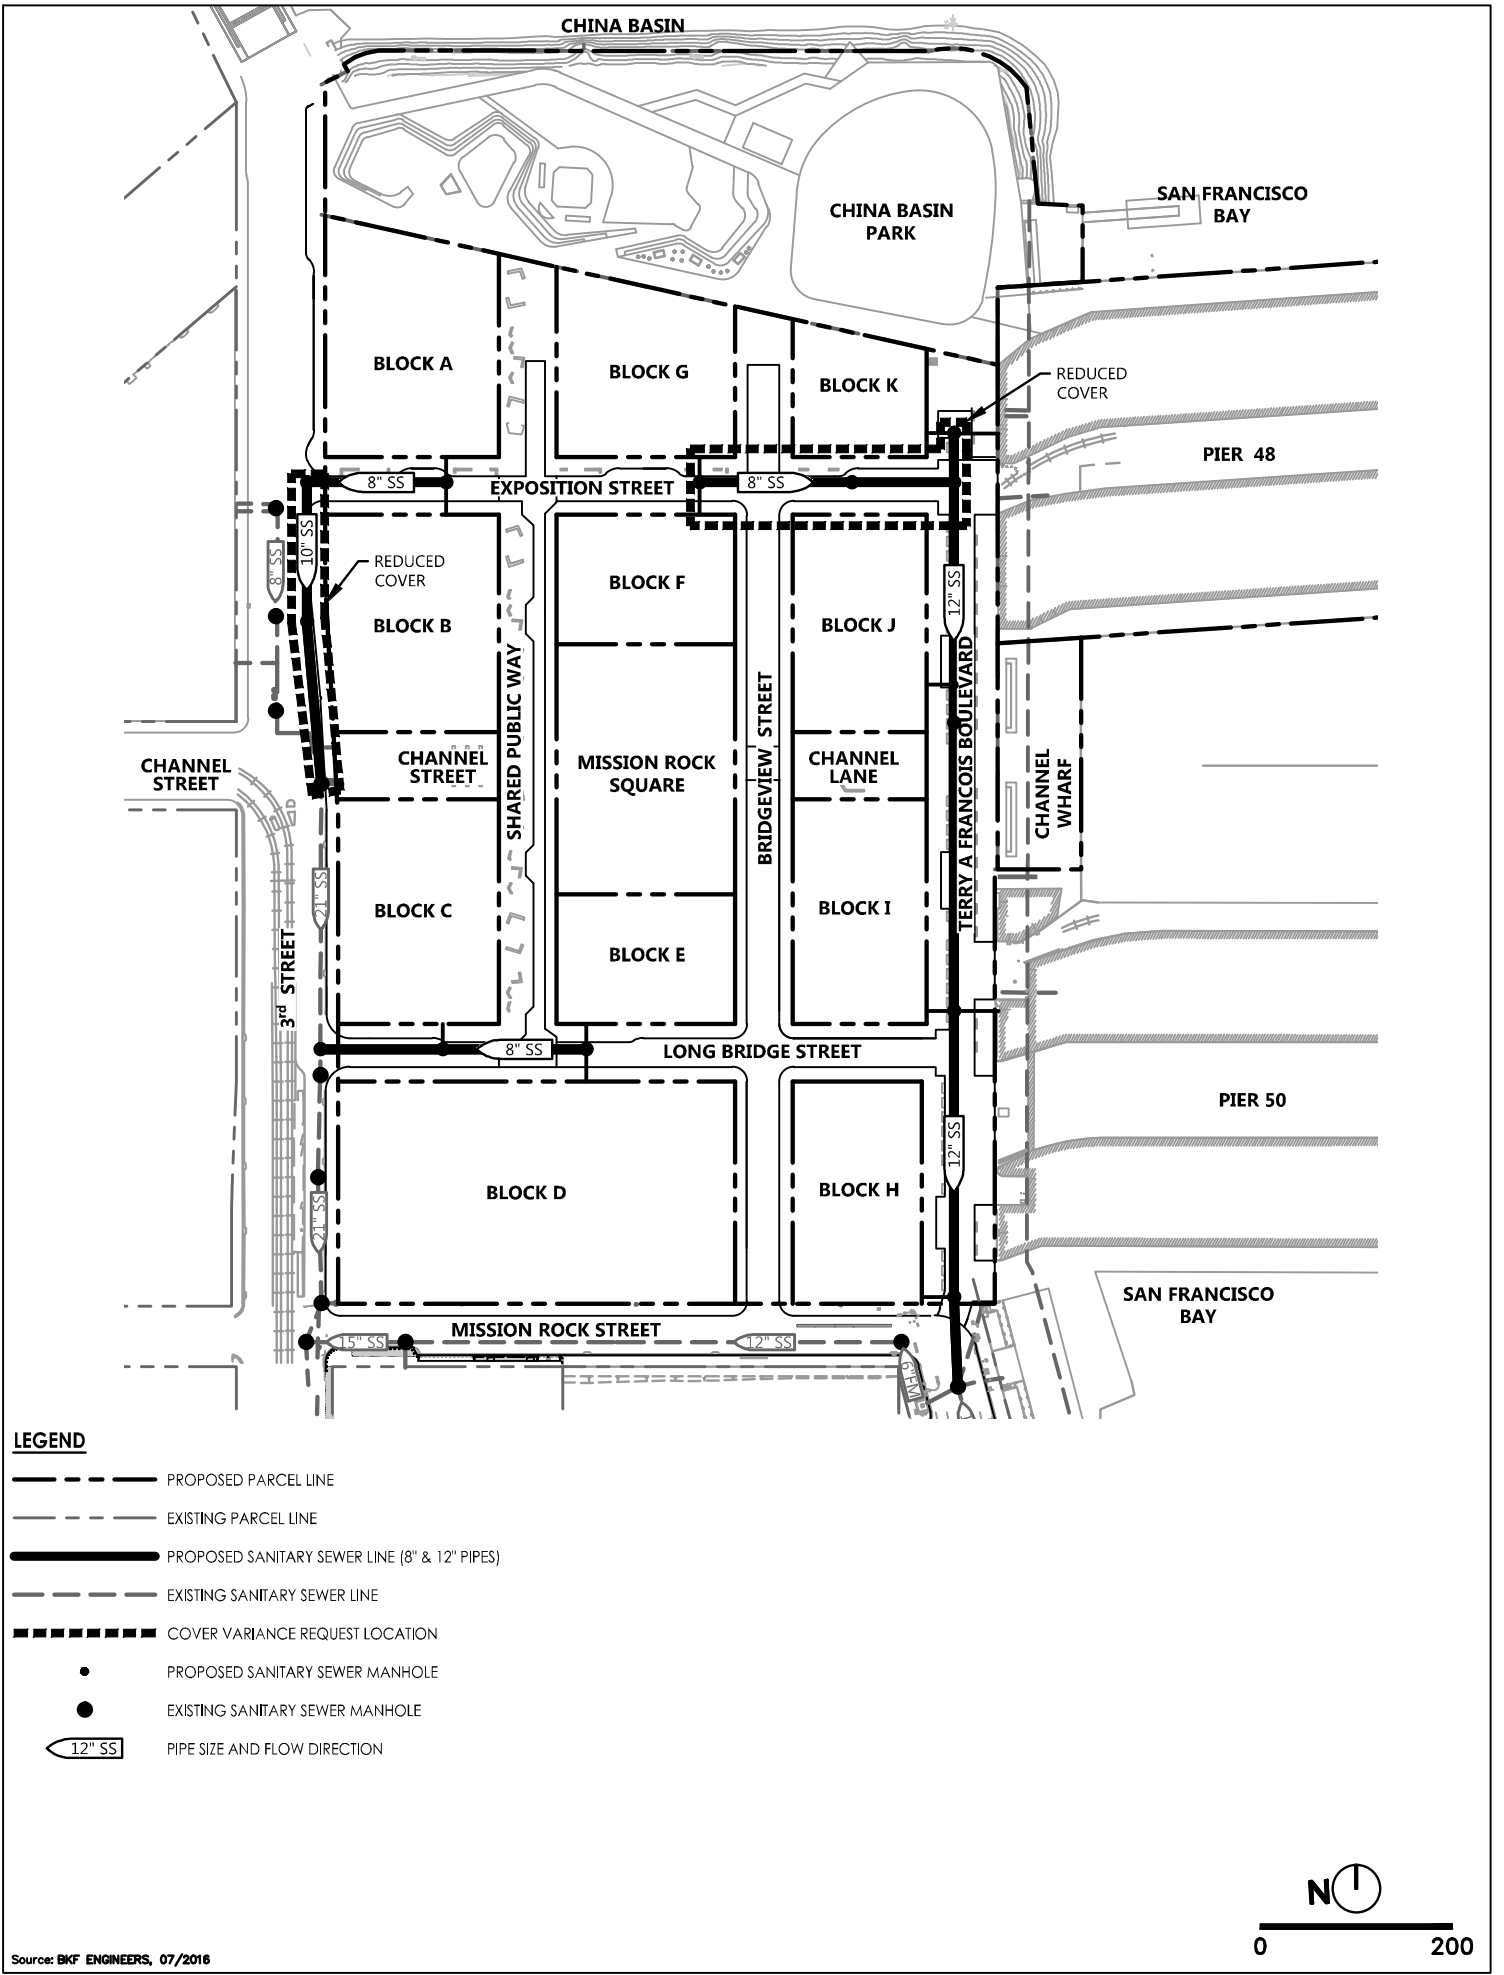 CHINA BASIN
SAN FRANCISCO
BAY
CHINA BASIN
PARK
BLOCK A
BLOCK G
BLOCK K
REDUCED
COVER
PIER 48
8" SS
EXPOSITION STREET
8" SS
10" SS
8" SS
REDUCED
COVER
BLOCK B
BLOCK F
BLOCK J
12" SS
SHARED PUBLIC WAY
BRIDGEVIEW STREET
TERRY A FRANCOIS BOULEVARD
CHANNEL
STREET
CHANNEL
STREET
MISSION ROCK
SQUARE
CHANNEL
LANE
CHANNEL
WHARF
21" SS
BLOCK C
BLOCK I
BLOCK E
3rd STREET
8" SS
LONG BRIDGE STREET
PIER 50
12" SS
BLOCK D
BLOCK H
21" SS
SAN FRANCISCO
BAY
MISSION ROCK STREET
15" SS
12" SS
6"FM
LEGEND
PROPOSED PARCEL LINE
EXISTING PARCEL LINE
PROPOSED SANITARY SEWER LINE (8" & 12" PIPES)
EXISTING SANITARY SEWER LINE
COVER VARIANCE REQUEST LOCATION
PROPOSED SANITARY SEWER MANHOLE
EXISTING SANITARY SEWER MANHOLE
12" SS
PIPE SIZE AND FLOW DIRECTION
N
0
200
Source: BKF ENGINEERS, 07/2016